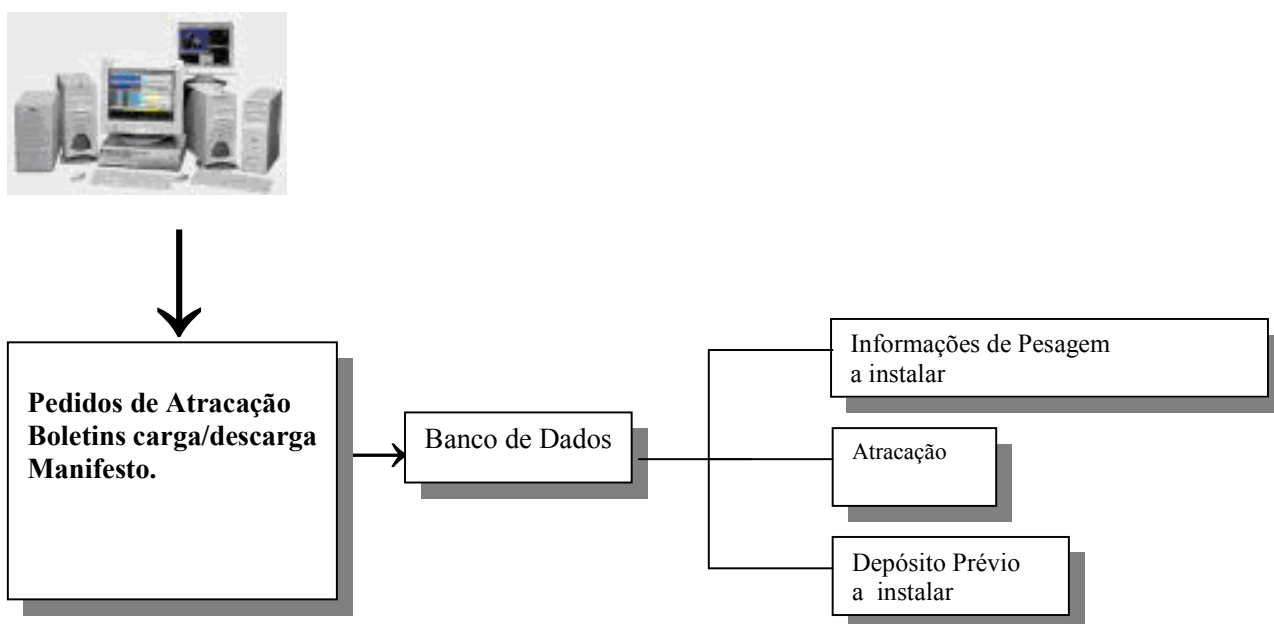 Pedidos de Atracação
Boletins carga/descarga
Manifesto.
Banco de Dados
Informações de Pesagem
a instalar
Atracação
Depósito Prévio
a instalar